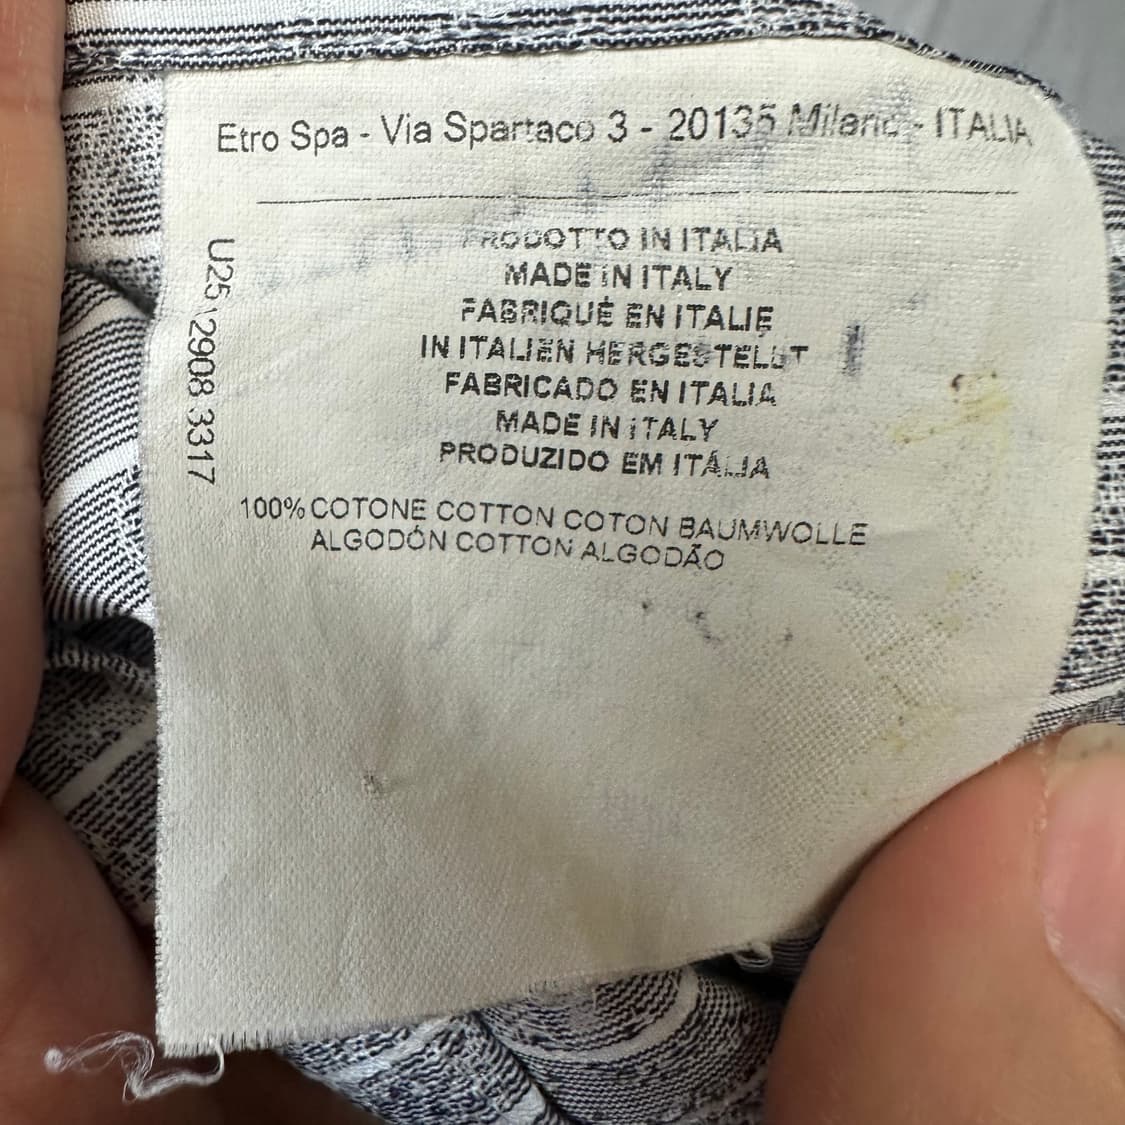 Etro Spa - Via Spartaco 3 - 20135 Milano - ITALIA
PRODOTTO IN ITALIA
MADE IN ITALY
FABRIQUÉ EN ITALIE
IN ITALIEN HERGESTELLT
FABRICADO EN ITALIA
MADE IN ITALY
PRODUZIDO EM ITÁLIA
100% COTONE COTTON COTON BAUMWOLLE
ALGODÓN COTTON ALGODÃO
U25\2908 3317